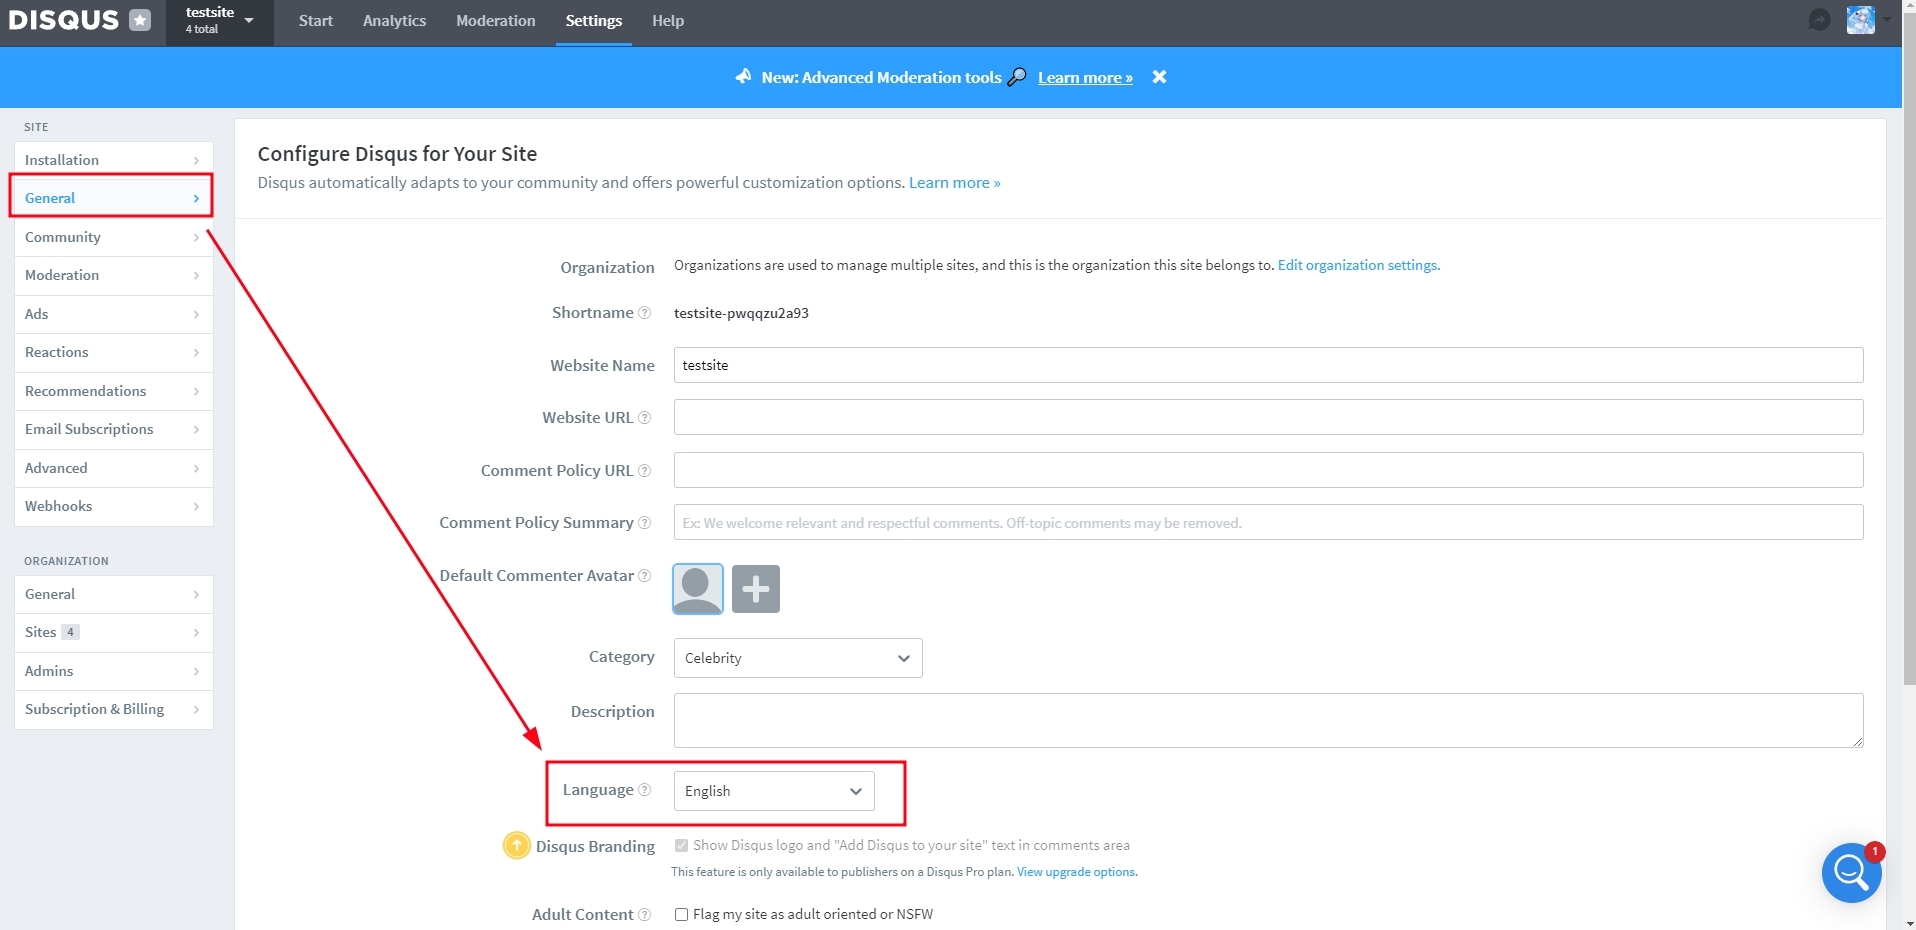 DISQUS
testsite
4 total
Start
Analytics
Moderation
Settings
Help
New: Advanced Moderation tools
Learn more »
SITE
Installation
General
Community
Moderation
Ads
Reactions
Recommendations
Email Subscriptions
Advanced
Webhooks
ORGANIZATION
General
Sites 4
Admins
Subscription & Billing
Configure Disqus for Your Site
Disqus automatically adapts to your community and offers powerful customization options. Learn more »
Organization
Organizations are used to manage multiple sites, and this is the organization this site belongs to. Edit organization settings.
Shortname ?
testsite-pwqqzu2a93
Website Name
testsite
Website URL ?
Comment Policy URL ?
Comment Policy Summary ?
Ex: We welcome relevant and respectful comments. Off-topic comments may be removed.
Default Commenter Avatar ?
Category
Celebrity
Description
Language ?
English
Disqus Branding
Show Disqus logo and "Add Disqus to your site" text in comments area
This feature is only available to publishers on a Disqus Pro plan. View upgrade options.
Adult Content ?
Flag my site as adult oriented or NSFW
1